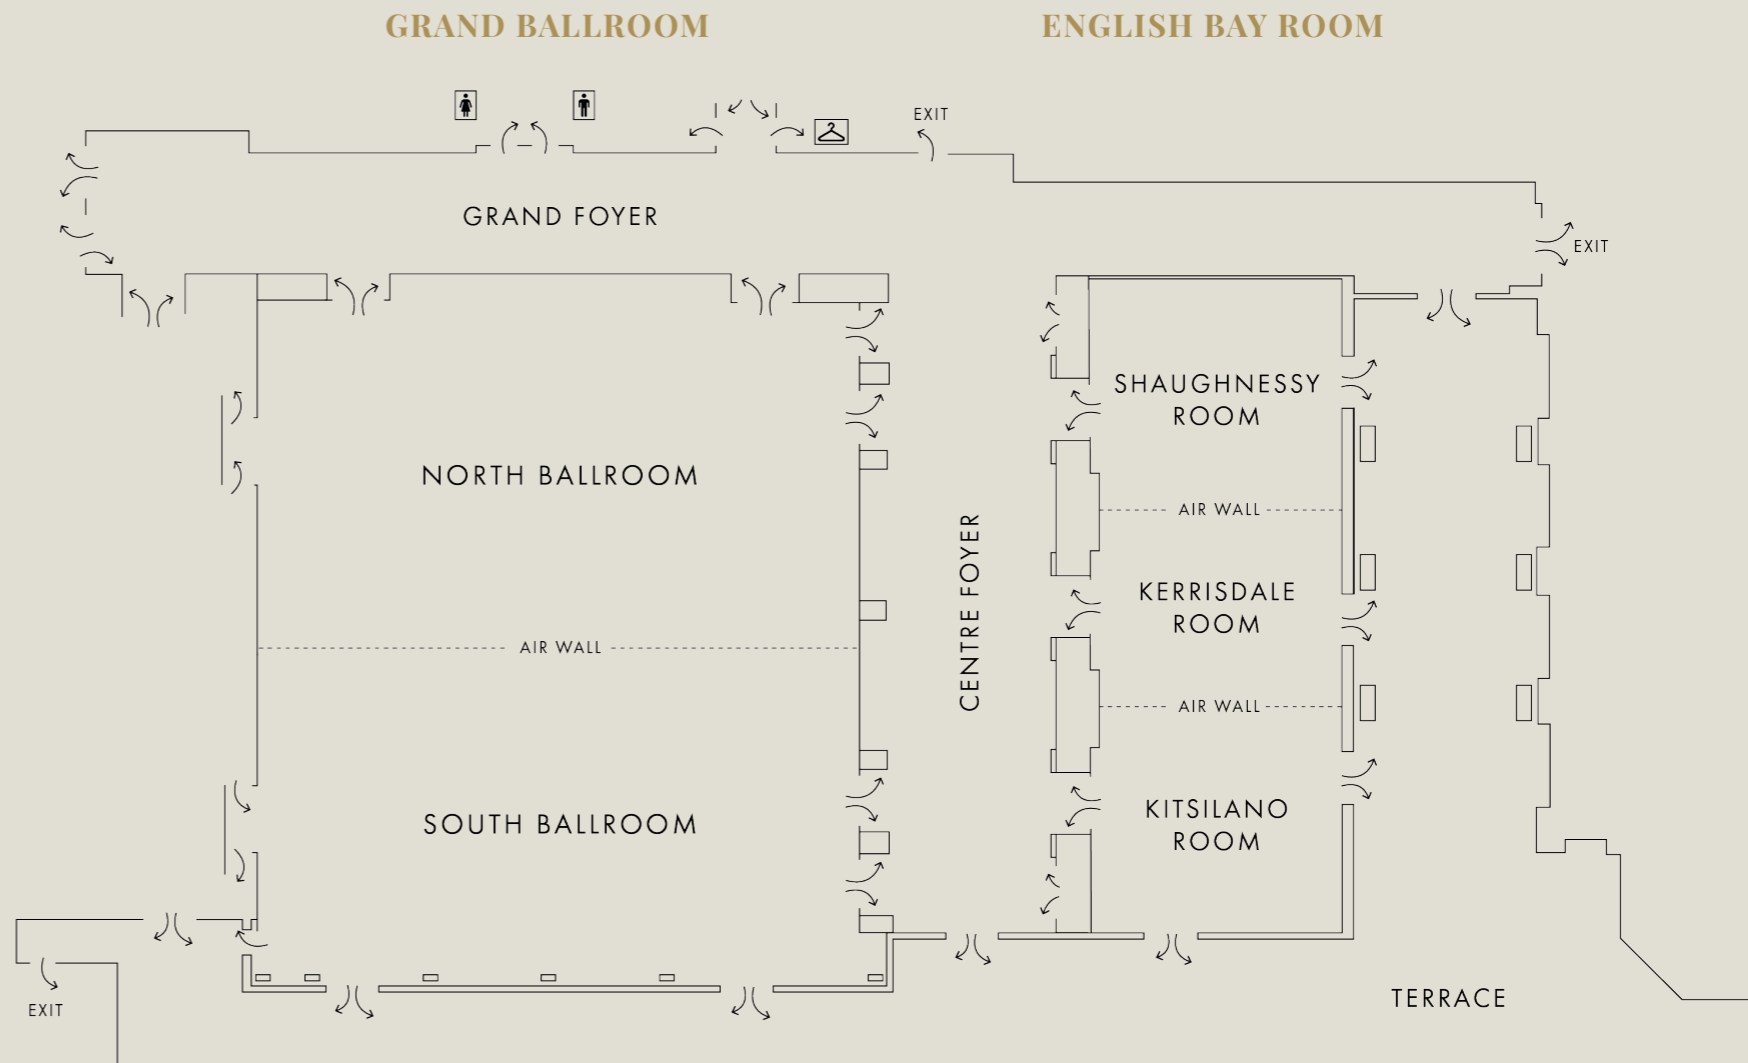 GRAND BALLROOM
ENGLISH BAY ROOM
EXIT
GRAND FOYER
EXIT
SHAUGHNESSY
ROOM
NORTH BALLROOM
AIR WALL
CENTRE FOYER
KERRISDALE
ROOM
AIR WALL
AIR WALL
KITSILANO
ROOM
SOUTH BALLROOM
TERRACE
EXIT